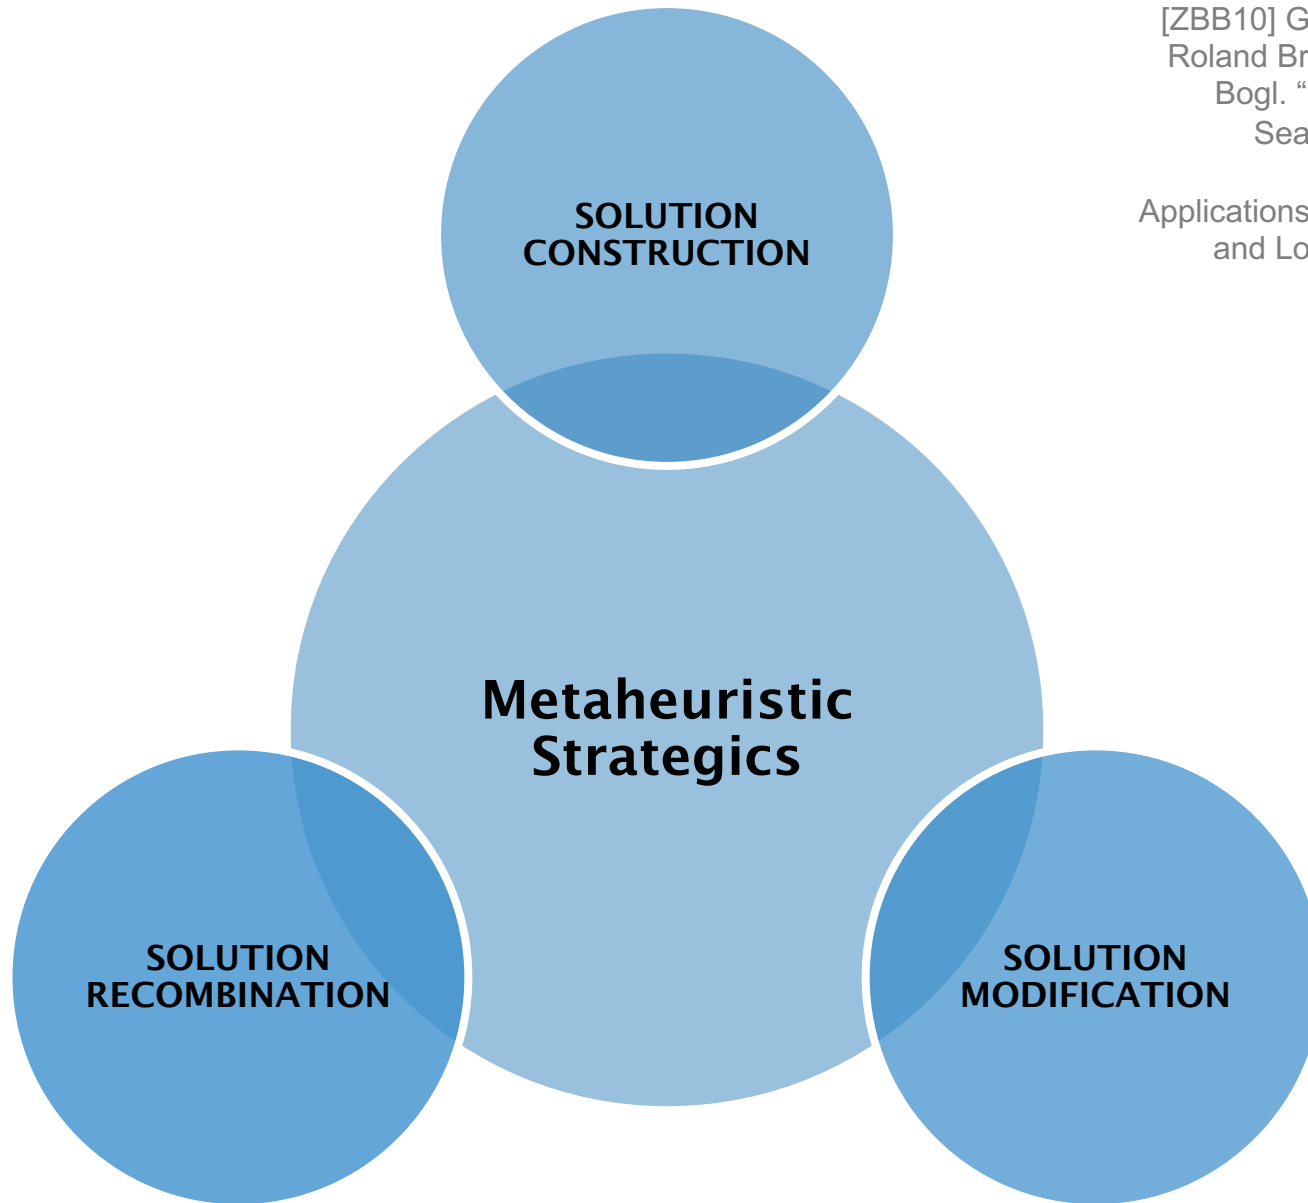 [ZBB10] G
Roland Br
Bogl. “
Sea
Applications
and Lo
SOLUTION
CONSTRUCTION
Metaheuristic
Strategics
SOLUTION
RECOMBINATION
SOLUTION
MODIFICATION